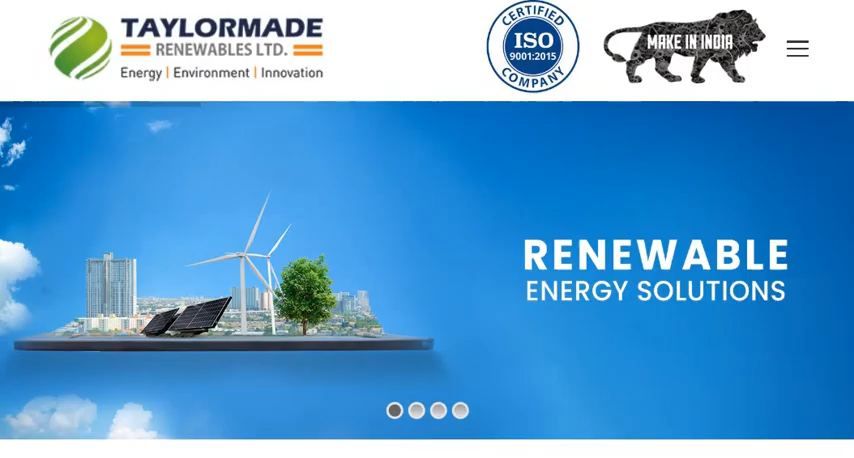 TAYLORMADE
RENEWABLES LTD.
Energy | Environment | Innovation
CERTIFIED
ISO
9001:2015
COMPANY
MAKE IN INDIA
RENEWABLE
ENERGY SOLUTIONS